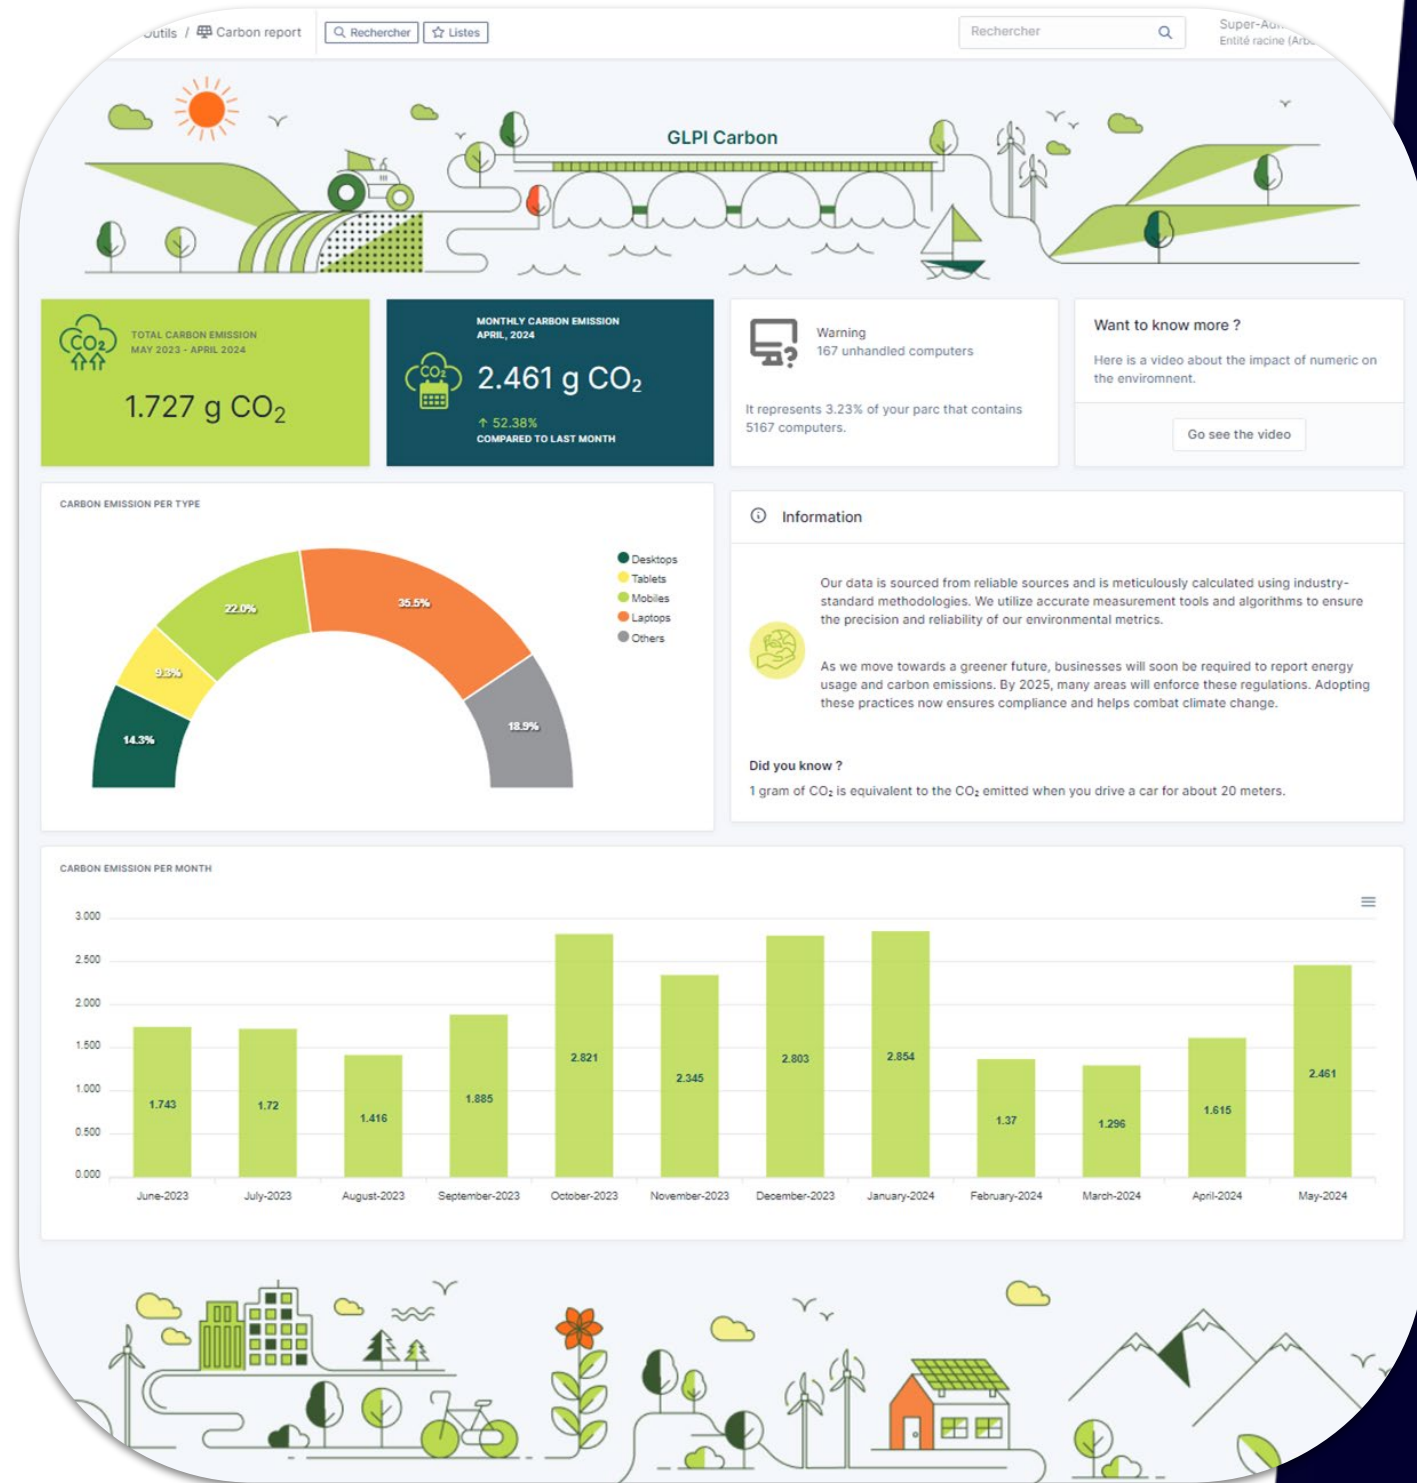 / Carbon report
Rechercher
Listes
Rechercher
Entité racine
GLPI Carbon
TOTAL CARBON EMISSION
MAY 2023 - APRIL 2024
1.727 g CO₂
MONTHLY CARBON EMISSION
APRIL, 2024
2.461 g CO₂
↑ 52.38%
COMPARED TO LAST MONTH
Warning
167 unhandled computers
It represents 3.23% of your parc that contains
5167 computers.
Want to know more ?
Here is a video about the impact of numeric on
the enviromnent.
Go see the video
CARBON EMISSION PER TYPE
Desktops
Tablets
Mobiles
Laptops
Others
14.3%
9.3%
22.0%
35.5%
18.9%
Information
Our data is sourced from reliable sources and is meticulously calculated using industry-
standard methodologies. We utilize accurate measurement tools and algorithms to ensure
the precision and reliability of our environmental metrics.
As we move towards a greener future, businesses will soon be required to report energy
usage and carbon emissions. By 2025, many areas will enforce these regulations. Adopting
these practices now ensures compliance and helps combat climate change.
Did you know ?
1 gram of CO₂ is equivalent to the CO₂ emitted when you drive a car for about 20 meters.
CARBON EMISSION PER MONTH
3.000
2.500
2.000
1.500
1.000
0.500
0.000
1.743
1.72
1.416
1.885
2.821
2.345
2.803
2.854
1.37
1.296
1.615
2.461
June-2023
July-2023
August-2023
September-2023
October-2023
November-2023
December-2023
January-2024
February-2024
March-2024
April-2024
May-2024
CO₂
CO₂